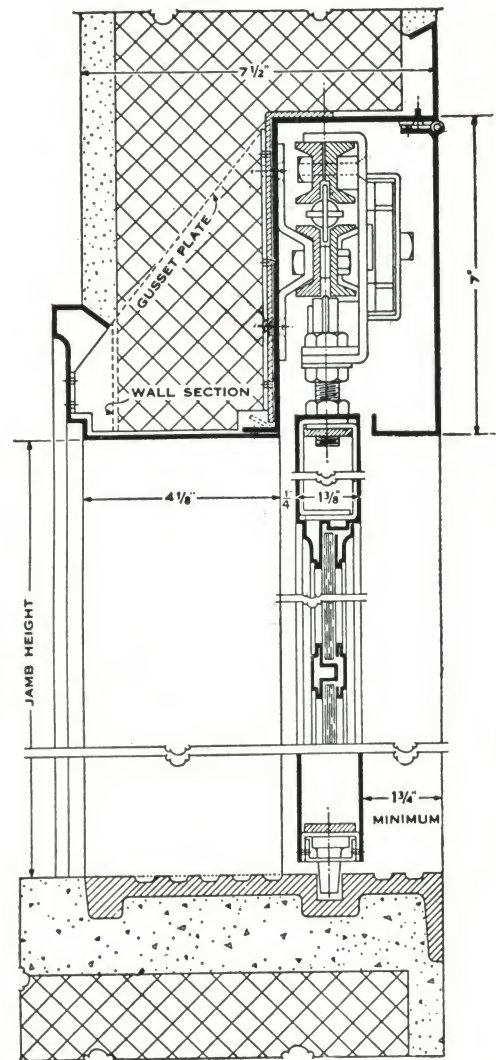 7 1/2"
GUSSET PLATE
7"
WALL SECTION
4 1/8"
1/4
1 3/8"
JAMB HEIGHT
1 3/4"
MINIMUM